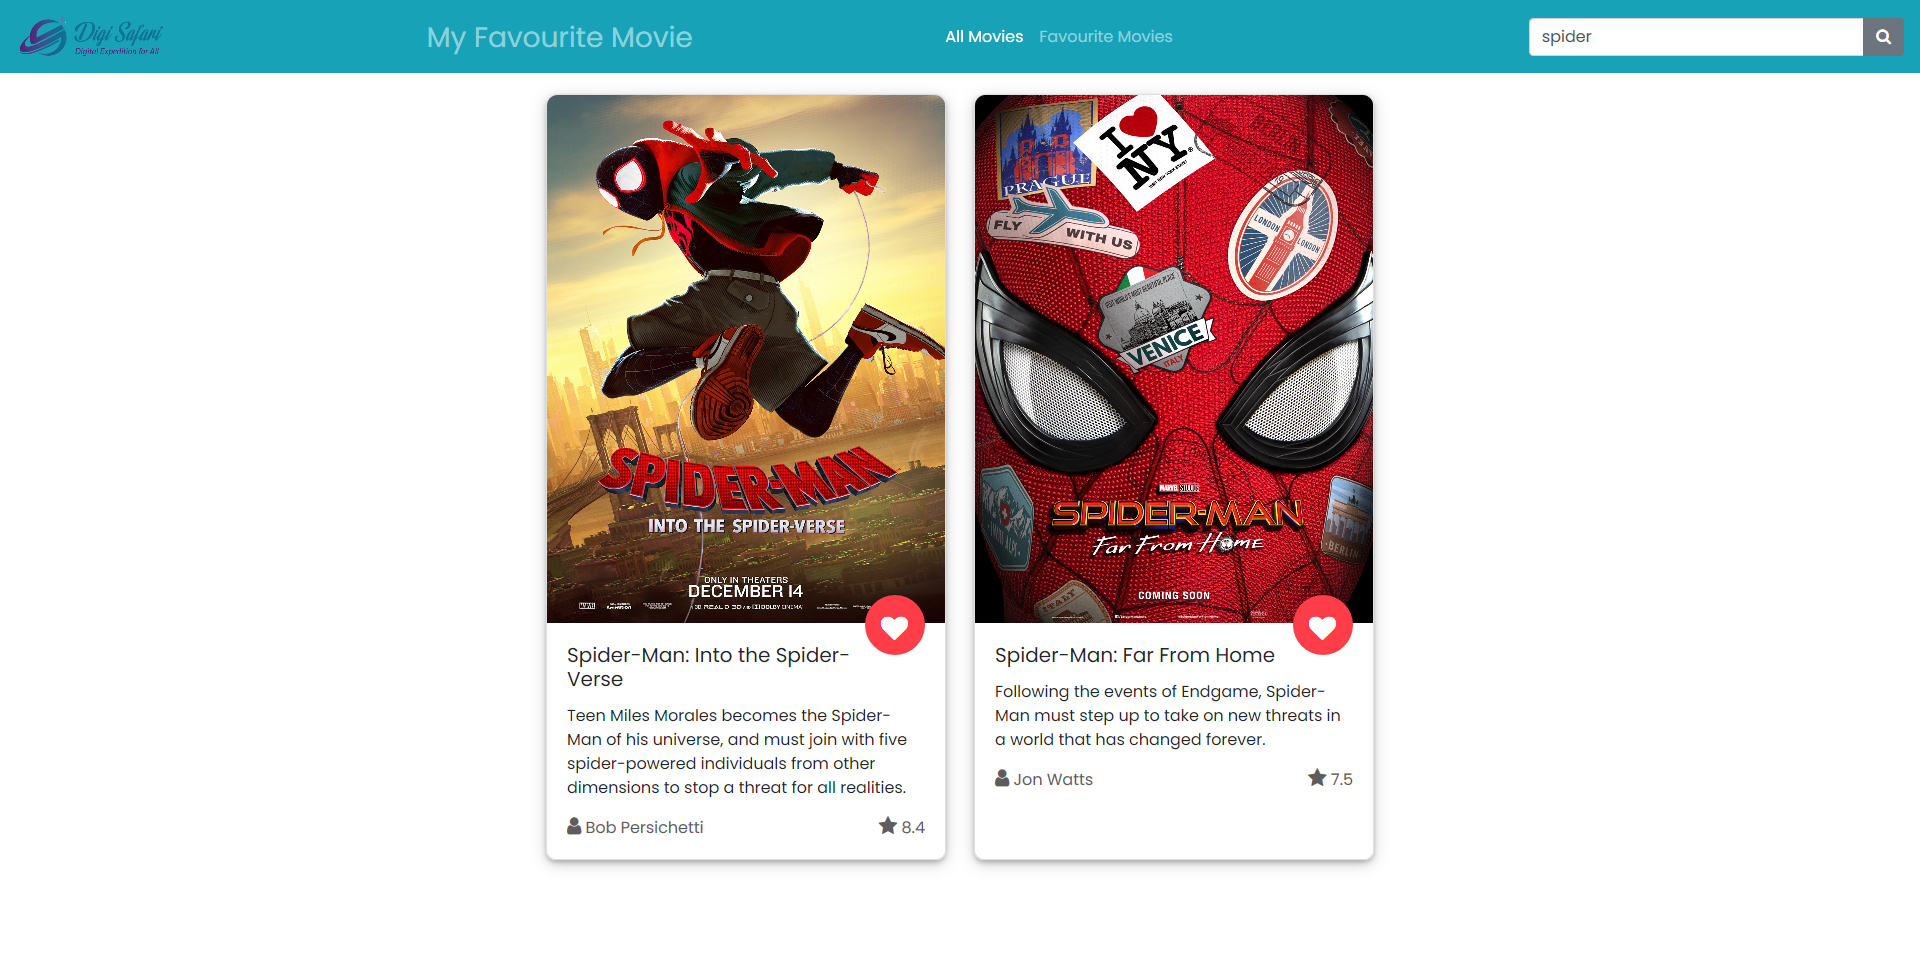 Digi Safari
Digital Expedition for All
My Favourite Movie
All Movies
Favourite Movies
spider
SPIDER-MAN
INTO THE SPIDER-VERSE
ONLY IN THEATERS
DECEMBER 14
I
NY
PRAGUE
BERLIN
FLY WITH US
LONDON
LONDON
VENICE
ITALY
MARVEL STUDIOS
SPIDER-MAN
Far From Home
BERLIN
ITALY
COMING SOON
Spider-Man: Into the Spider-
Verse
Teen Miles Morales becomes the Spider-
Man of his universe, and must join with five
spider-powered individuals from other
dimensions to stop a threat for all realities.
Bob Persichetti
8.4
Spider-Man: Far From Home
Following the events of Endgame, Spider-
Man must step up to take on new threats in
a world that has changed forever.
Jon Watts
7.5